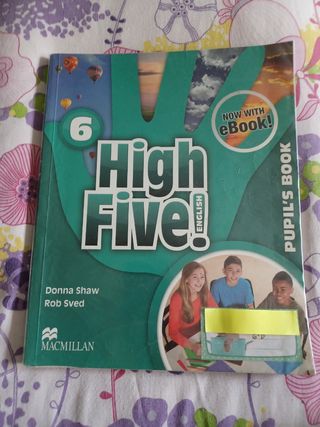 NOW WITH
eBook!
6
High
Five!
ENGLISH
PUPIL'S BOOK
Donna Shaw
Rob Sved
MACMILLAN